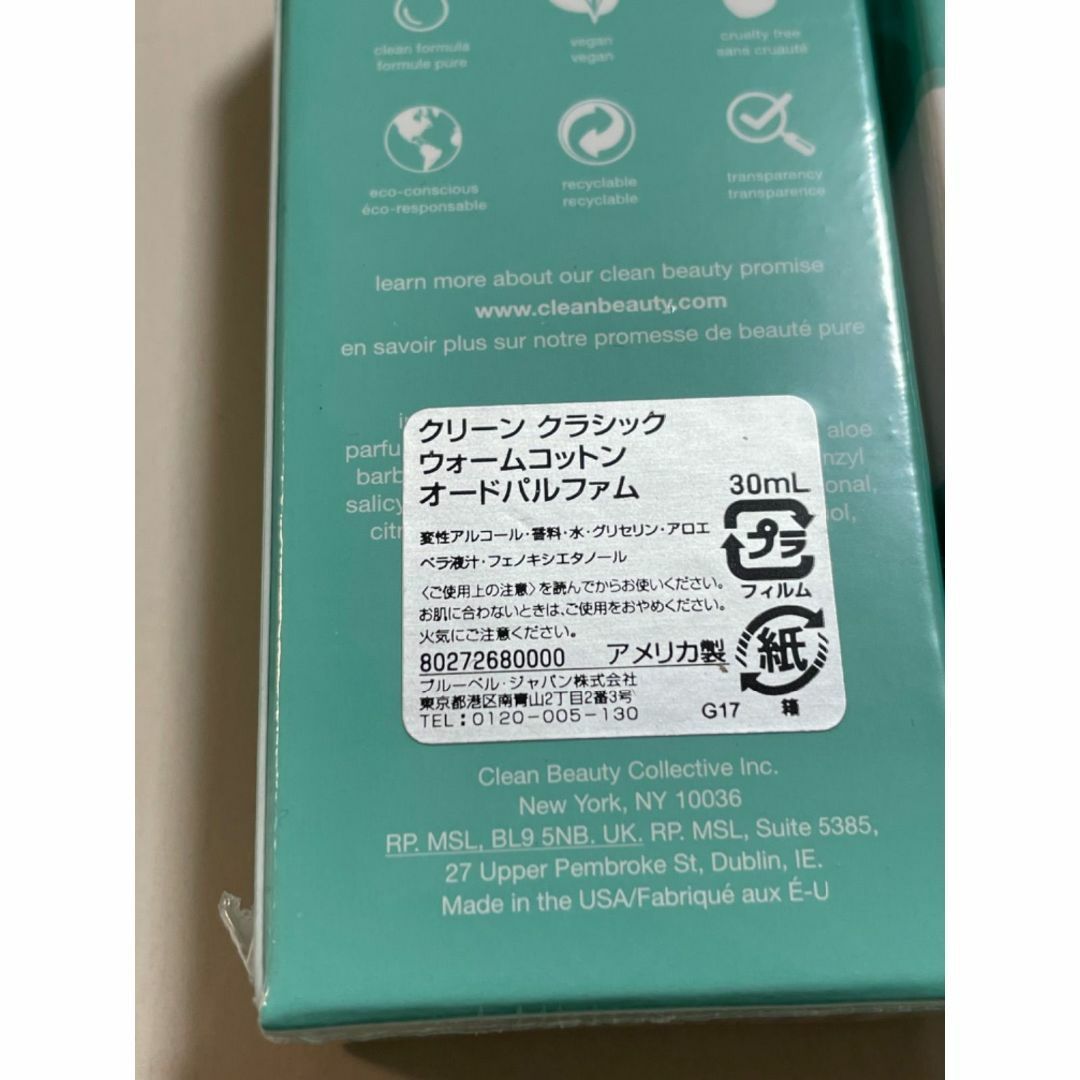 clean formula
formule pure
vegan
vegan
cruelty free
sans cruauté
eco-conscious
éco-responsable
recyclable
recyclable
transparency
transparence
learn more about our clean beauty promise
www.cleanbeauty.com
en savoir plus sur notre promesse de beauté pure
aloe
クリーン クラシック
ウォームコットン
オードパルファム
30mL
変性アルコール・香料・水・グリセリン・アロエ
ベラ液汁・フェノキシエタノール
プラ
フィルム
〈ご使用上の注意〉を読んでからお使いください。
お肌に合わないときは、ご使用をおやめください。
火気にご注意ください。
紙
箱
80272680000 アメリカ製
ブルーベル・ジャパン株式会社
東京都港区南青山2丁目2番3号
TEL:0120-005-130
G17
Clean Beauty Collective Inc.
New York, NY 10036
RP. MSL, BL9 5NB. UK. RP. MSL, Suite 5385,
27 Upper Pembroke St, Dublin, IE.
Made in the USA/Fabriqué aux É-U